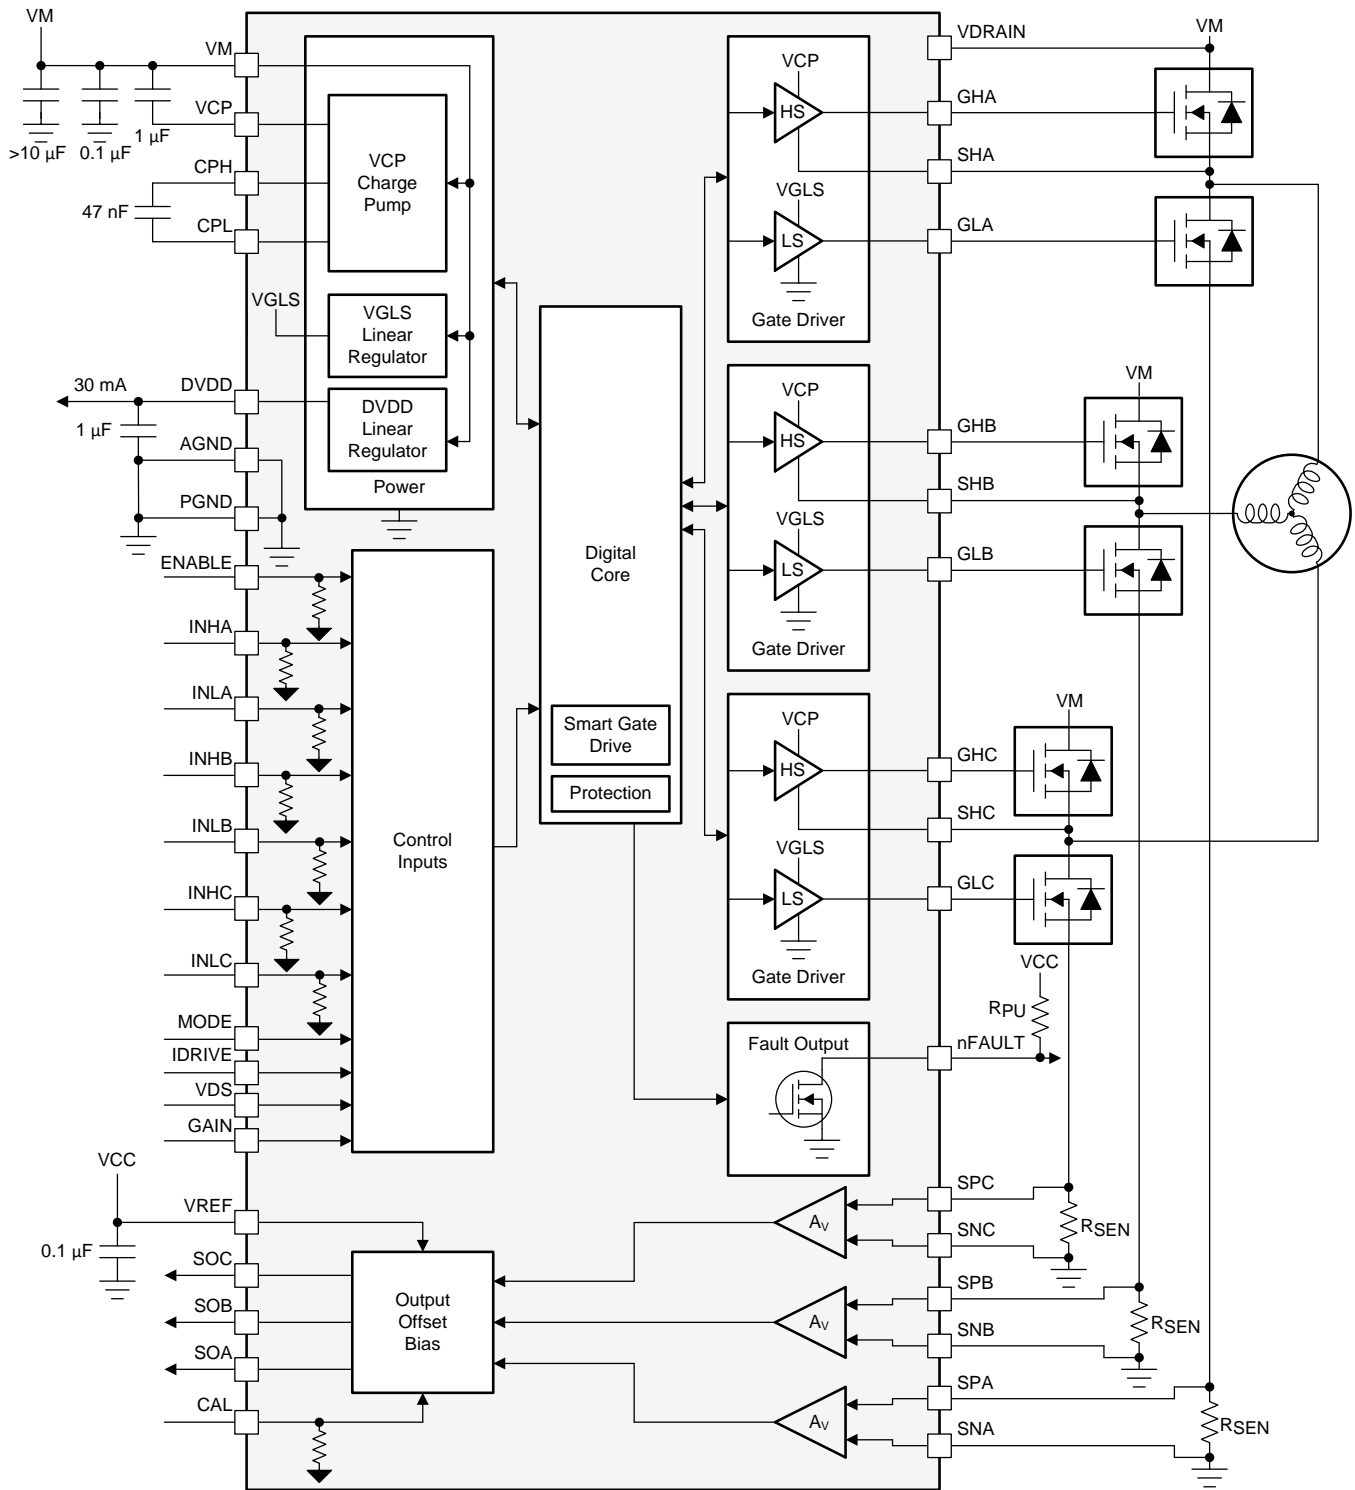 VM
VM
>10 µF
0.1 µF
1 µF
VCP
CPH
47 nF
CPL
VCP
Charge
Pump
VGLS
VGLS
Linear
Regulator
30 mA
DVDD
1 µF
DVDD
Linear
Regulator
AGND
PGND
Power
ENABLE
INHA
INLA
INHB
INLB
INHC
INLC
MODE
IDRIVE
VDS
GAIN
Control
Inputs
Digital
Core
Smart Gate
Drive
Protection
VCP
HS
VGLS
LS
Gate Driver
VCP
HS
VGLS
LS
Gate Driver
VCP
HS
VGLS
LS
Gate Driver
Fault Output
VDRAIN
VM
GHA
SHA
GLA
VM
GHB
SHB
GLB
VM
GHC
SHC
GLC
VCC
RPU
nFAULT
VCC
VREF
0.1 µF
SOC
SOB
SOA
CAL
Output
Offset
Bias
AV
AV
AV
SPC
SNC
RSEN
SPB
SNB
RSEN
SPA
SNA
RSEN